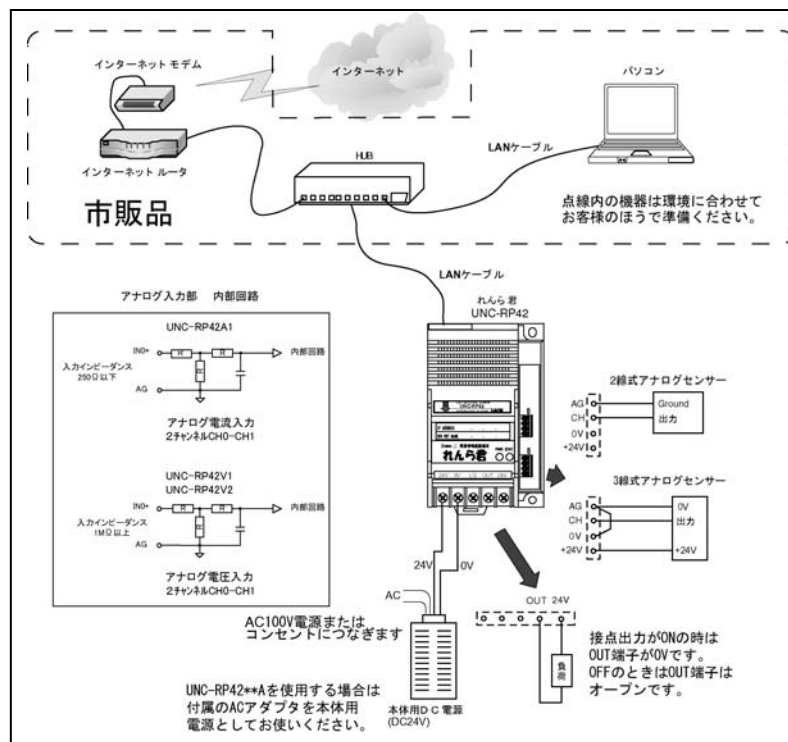 インターネット モデム
インターネット
パソコン
インターネット ルータ
HUB
LANケーブル
市販品
点線内の機器は環境に合わせて
お客様のほうで準備ください。
LANケーブル
アナログ入力部 内部回路
れんら君
UNC-RP42
UNC-RP42A1
IN0+
R
R
R
内部回路
入力インピーダンス
250Ω以下
AG
アナログ電流入力
2チャンネルCH0-CH1
UNC-RP42V1
UNC-RP42V2
IN0+
R
R
R
内部回路
入力インピーダンス
1MΩ以上
AG
アナログ電圧入力
2チャンネルCH0-CH1
UNC-RP42
れんら君
24V 0V LG OUT 24V
2線式アナログセンサー
AG
Ground
CH
出力
0V
+24V
3線式アナログセンサー
AG
0V
CH
出力
0V
+24V
+24V
24V
0V
AC
AC100V電源または
コンセントにつなぎます
OUT 24V
負荷
接点出力がONの時は
OUT端子が0Vです。
OFFのときはOUT端子は
オープンです。
UNC-RP42**Aを使用する場合は
付属のACアダプタを本体用
電源としてお使いください。
本体用DC電源
(DC24V)